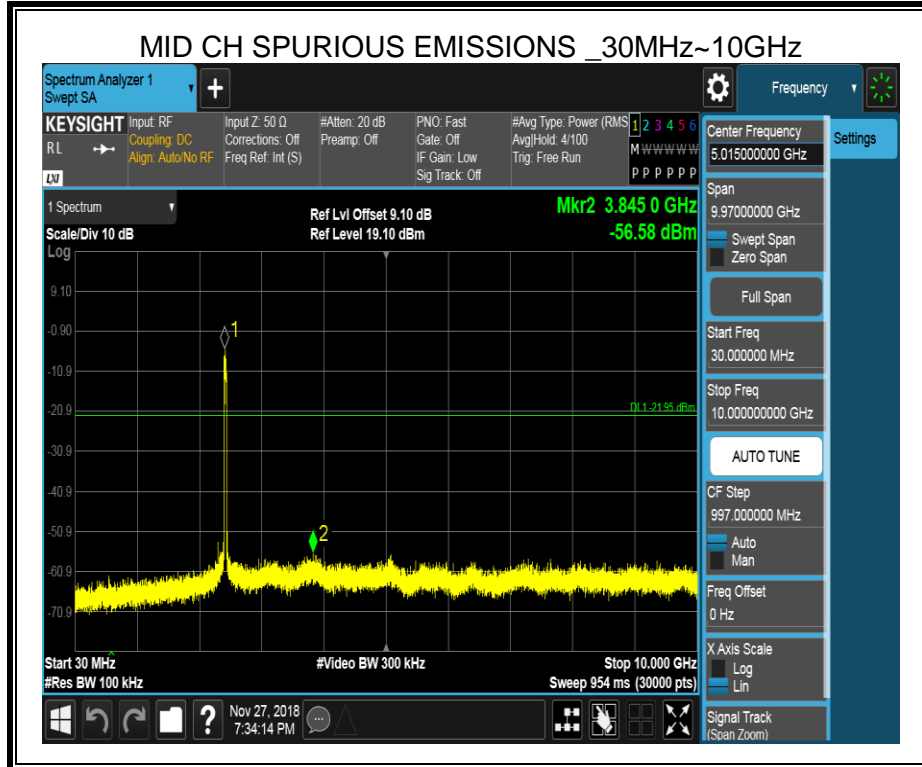 MID CH SPURIOUS EMISSIONS _30MHz~10GHz
Spectrum Analyzer 1
Swept SA
+
Frequency
KEYSIGHT
RL
LXI
Input: RF
Coupling: DC
Align: Auto/No RF
Input Z: 50 Ω
Corrections: Off
Freq Ref: Int (S)
#Atten: 20 dB
Preamp: Off
PNO: Fast
Gate: Off
IF Gain: Low
Sig Track: Off
#Avg Type: Power (RMS
Avg|Hold: 4/100
Trig: Free Run
1 2 3 4 5 6
M W W W W W
P P P P P P
1 Spectrum
Scale/Div 10 dB
Log
Ref Lvl Offset 9.10 dB
Ref Level 19.10 dBm
Mkr2 3.845 0 GHz
-56.58 dBm
9.10
-0.90
-10.9
-20.9
-30.9
-40.9
-50.9
-60.9
-70.9
1
DL1 -21.95 dBm
2
Start 30 MHz
#Res BW 100 kHz
#Video BW 300 kHz
Stop 10.000 GHz
Sweep 954 ms (30000 pts)
Center Frequency
5.015000000 GHz
Settings
Span
9.97000000 GHz
Swept Span
Zero Span
Full Span
Start Freq
30.000000 MHz
Stop Freq
10.000000000 GHz
AUTO TUNE
CF Step
997.000000 MHz
Auto
Man
Freq Offset
0 Hz
X Axis Scale
Log
Lin
Signal Track
(Span Zoom)
?
Nov 27, 2018
7:34:14 PM